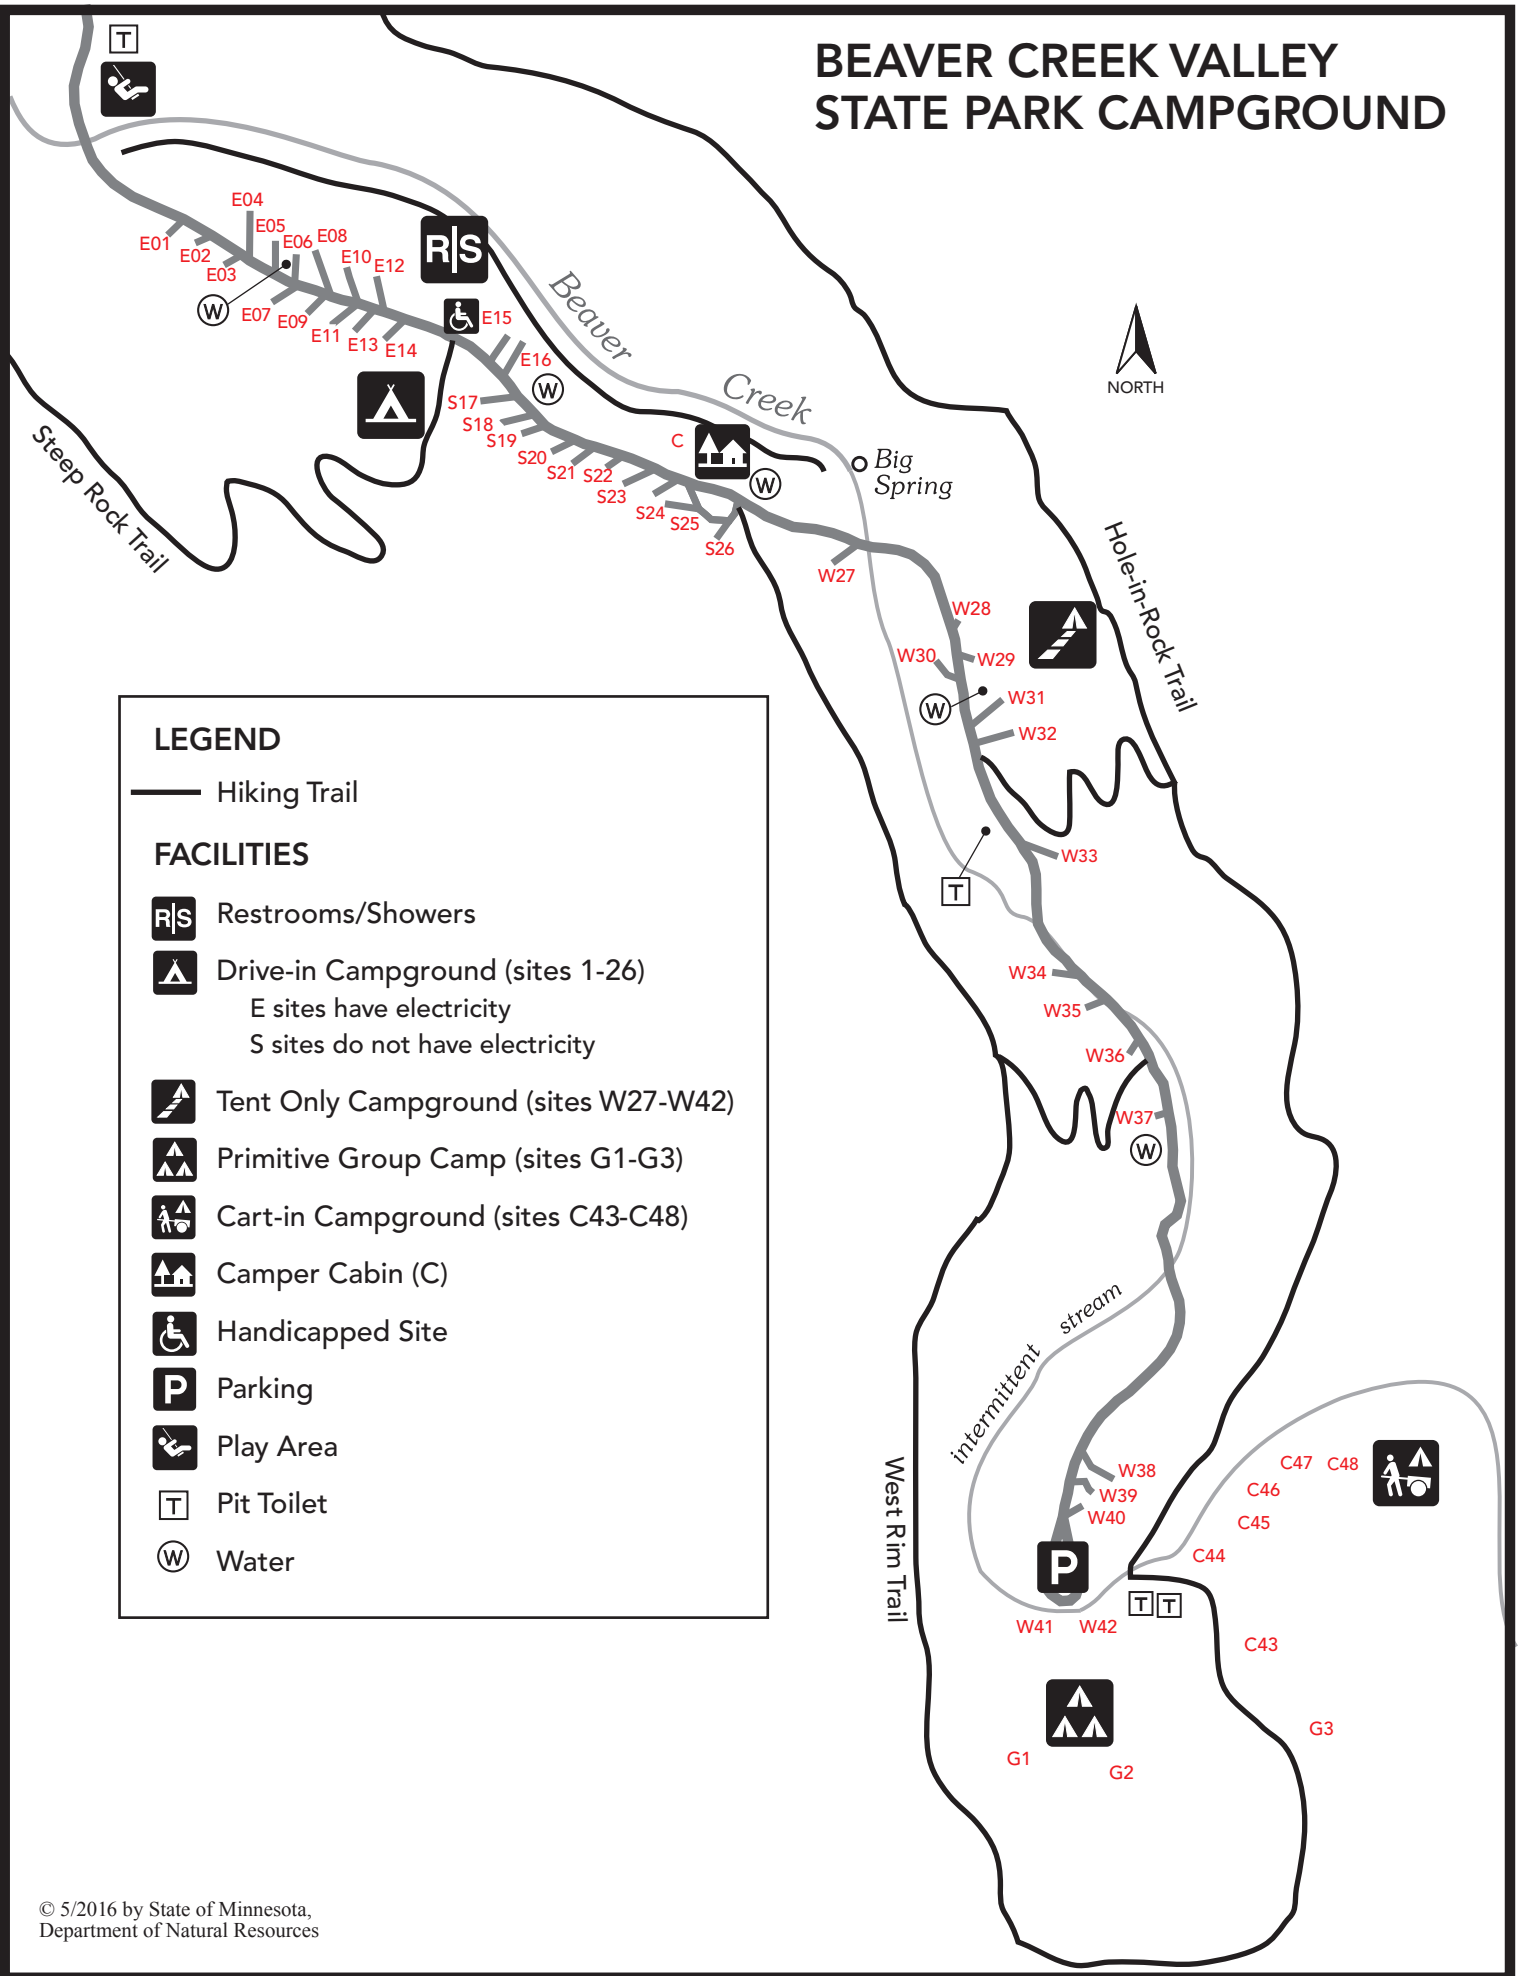 BEAVER CREEK VALLEY
STATE PARK CAMPGROUND
T
E04
E05
E01
E02
E06
E08
E03
E10
E12
R|S
W
E07
E09
E11
E13
E14
E15
E16
W
Beaver
Creek
NORTH
S17
S18
S19
S20
S21
S22
S23
S24
S25
S26
C
W
Big
Spring
Steep Rock Trail
Hole-in-Rock Trail
W27
W28
W29
W30
W
W31
W32
W33
T
W34
W35
W36
W37
W
intermittent
stream
West Rim Trail
W38
W39
W40
P
W41
W42
T T
C47
C48
C46
C45
C44
C43
G1
G2
G3
LEGEND
Hiking Trail
FACILITIES
R|S Restrooms/Showers
Drive-in Campground (sites 1-26)
E sites have electricity
S sites do not have electricity
Tent Only Campground (sites W27-W42)
Primitive Group Camp (sites G1-G3)
Cart-in Campground (sites C43-C48)
Camper Cabin (C)
Handicapped Site
P Parking
Play Area
T Pit Toilet
W Water
© 5/2016 by State of Minnesota,
Department of Natural Resources